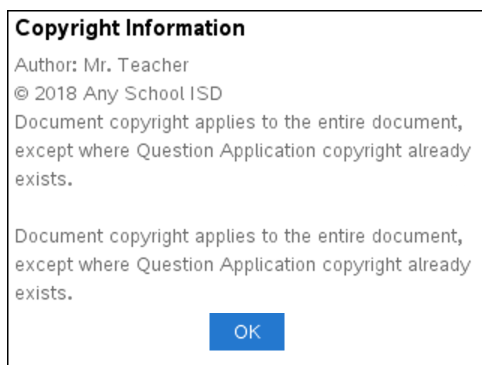 Copyright Information
Author: Mr. Teacher
© 2018 Any School ISD
Document copyright applies to the entire document,
except where Question Application copyright already
exists.
Document copyright applies to the entire document,
except where Question Application copyright already
exists.
OK